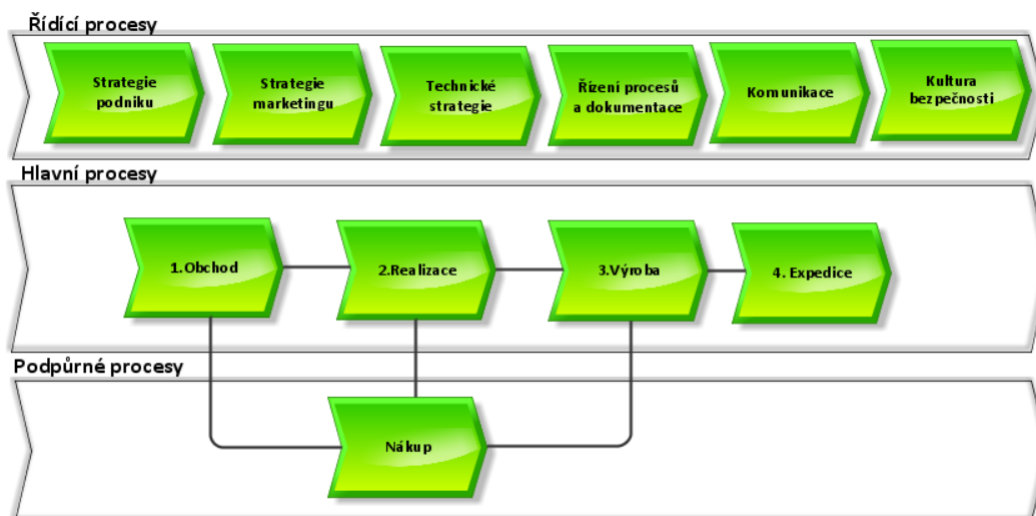 Řídící procesy
Strategie
podniku
Strategie
marketingu
Technické
strategie
Řízení procesů
a dokumentace
Komunikace
Kultura
bezpečnosti
Hlavní procesy
1.Obchod
2.Realizace
3.Výroba
4. Expedice
Podpůrné procesy
Nákup